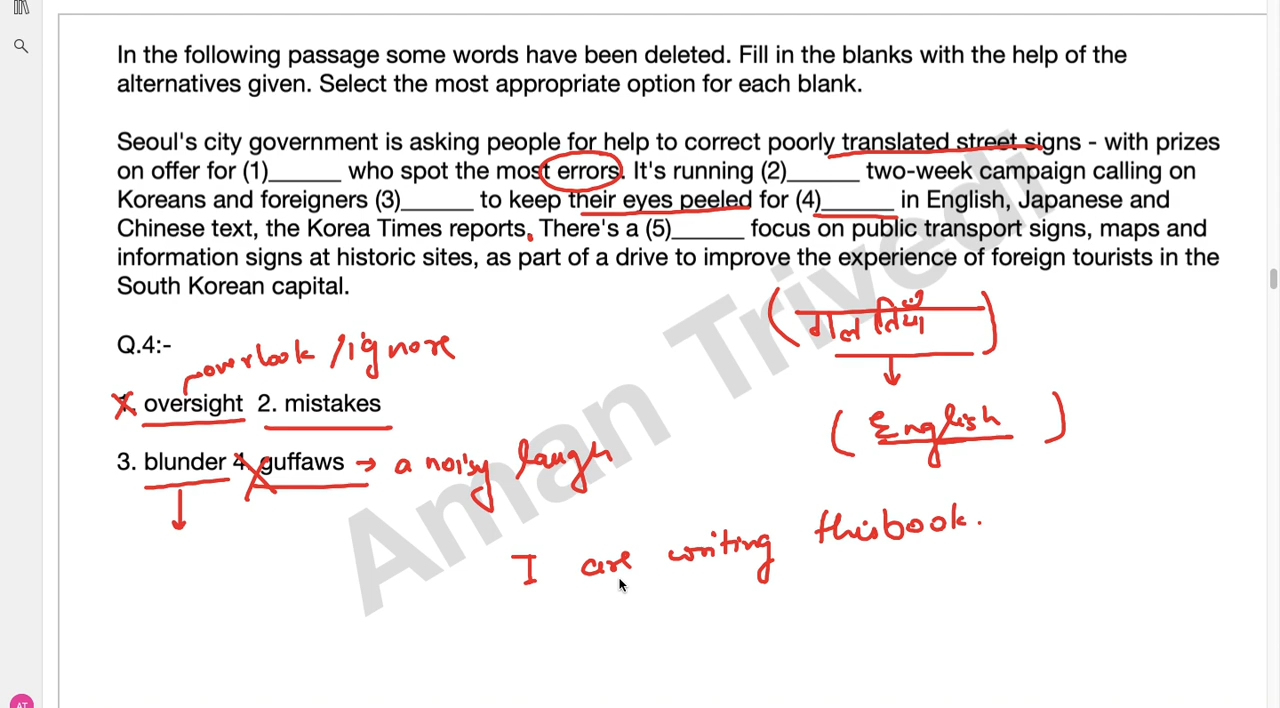 In the following passage some words have been deleted. Fill in the blanks with the help of the
alternatives given. Select the most appropriate option for each blank.
Seoul's city government is asking people for help to correct poorly translated street signs - with prizes
on offer for (1)______ who spot the most errors. It's running (2)______ two-week campaign calling on
Koreans and foreigners (3)______ to keep their eyes peeled for (4)______ in English, Japanese and
Chinese text, the Korea Times reports. There's a (5)______ focus on public transport signs, maps and
information signs at historic sites, as part of a drive to improve the experience of foreign tourists in the
South Korean capital.
(गलतियाँ)
Q.4:-
overlook / ignore
1. oversight 2. mistakes
(English)
3. blunder 4. guffaws → a noisy laugh
I are writing this book.
Aman Trivedi
AT